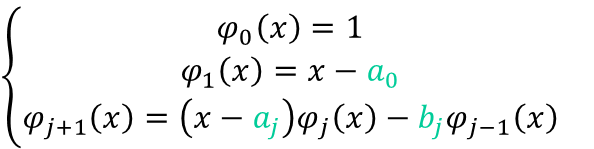 φ₀(x) = 1
φ₁(x) = x − a₀
φⱼ₊₁(x) = (x − aⱼ)φⱼ(x) − bⱼφⱼ₋₁(x)